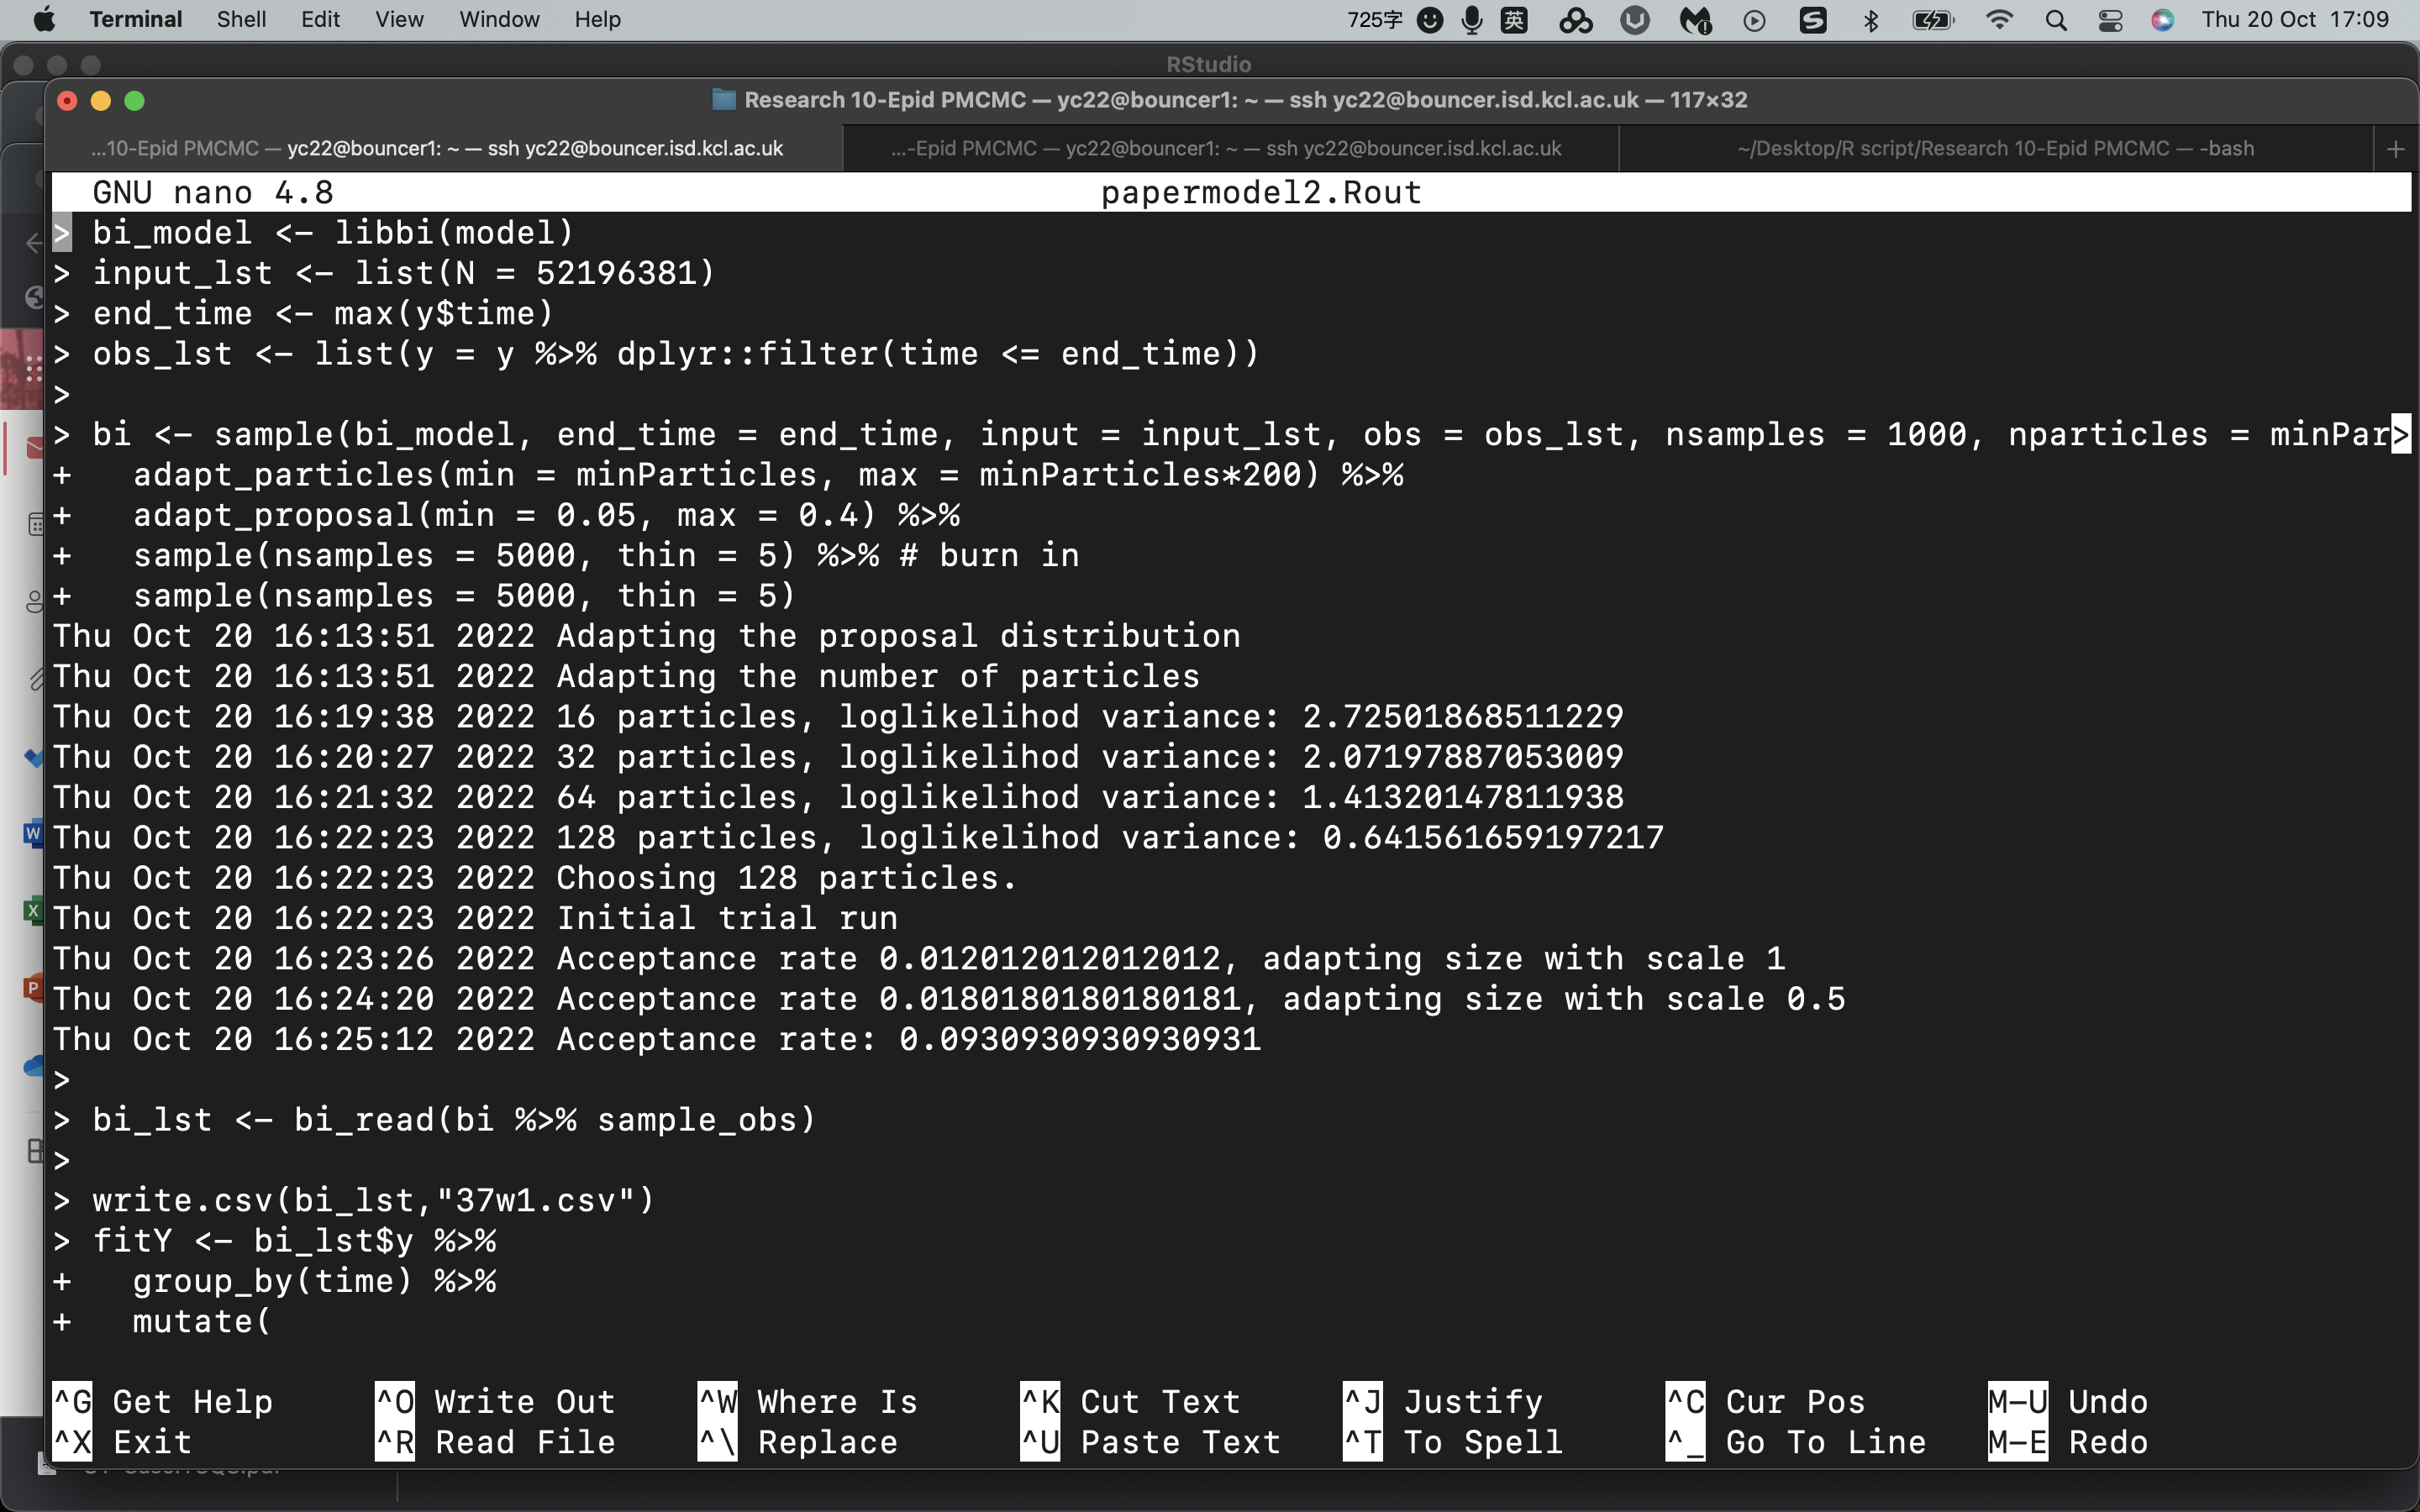 Terminal Shell Edit View Window Help 725字 英 Thu 20 Oct 17:09
RStudio
Research 10-Epid PMCMC — yc22@bouncer1: ~ — ssh yc22@bouncer.isd.kcl.ac.uk — 117×32
...10-Epid PMCMC — yc22@bouncer1: ~ — ssh yc22@bouncer.isd.kcl.ac.uk ...-Epid PMCMC — yc22@bouncer1: ~ — ssh yc22@bouncer.isd.kcl.ac.uk ~/Desktop/R script/Research 10-Epid PMCMC — -bash +
GNU nano 4.8 papermodel2.Rout
> bi_model <- libbi(model)
> input_lst <- list(N = 52196381)
> end_time <- max(y$time)
> obs_lst <- list(y = y %>% dplyr::filter(time <= end_time))
>
> bi <- sample(bi_model, end_time = end_time, input = input_lst, obs = obs_lst, nsamples = 1000, nparticles = minPar>
+ adapt_particles(min = minParticles, max = minParticles*200) %>%
+ adapt_proposal(min = 0.05, max = 0.4) %>%
+ sample(nsamples = 5000, thin = 5) %>% # burn in
+ sample(nsamples = 5000, thin = 5)
Thu Oct 20 16:13:51 2022 Adapting the proposal distribution
Thu Oct 20 16:13:51 2022 Adapting the number of particles
Thu Oct 20 16:19:38 2022 16 particles, loglikelihod variance: 2.72501868511229
Thu Oct 20 16:20:27 2022 32 particles, loglikelihod variance: 2.07197887053009
Thu Oct 20 16:21:32 2022 64 particles, loglikelihod variance: 1.41320147811938
Thu Oct 20 16:22:23 2022 128 particles, loglikelihod variance: 0.641561659197217
Thu Oct 20 16:22:23 2022 Choosing 128 particles.
Thu Oct 20 16:22:23 2022 Initial trial run
Thu Oct 20 16:23:26 2022 Acceptance rate 0.012012012012012, adapting size with scale 1
Thu Oct 20 16:24:20 2022 Acceptance rate 0.0180180180180181, adapting size with scale 0.5
Thu Oct 20 16:25:12 2022 Acceptance rate: 0.0930930930930931
>
> bi_lst <- bi_read(bi %>% sample_obs)
>
> write.csv(bi_lst,"37w1.csv")
> fitY <- bi_lst$y %>%
+ group_by(time) %>%
+ mutate(
^G Get Help ^O Write Out ^W Where Is ^K Cut Text ^J Justify ^C Cur Pos M-U Undo
^X Exit ^R Read File ^\ Replace ^U Paste Text ^T To Spell ^_ Go To Line M-E Redo